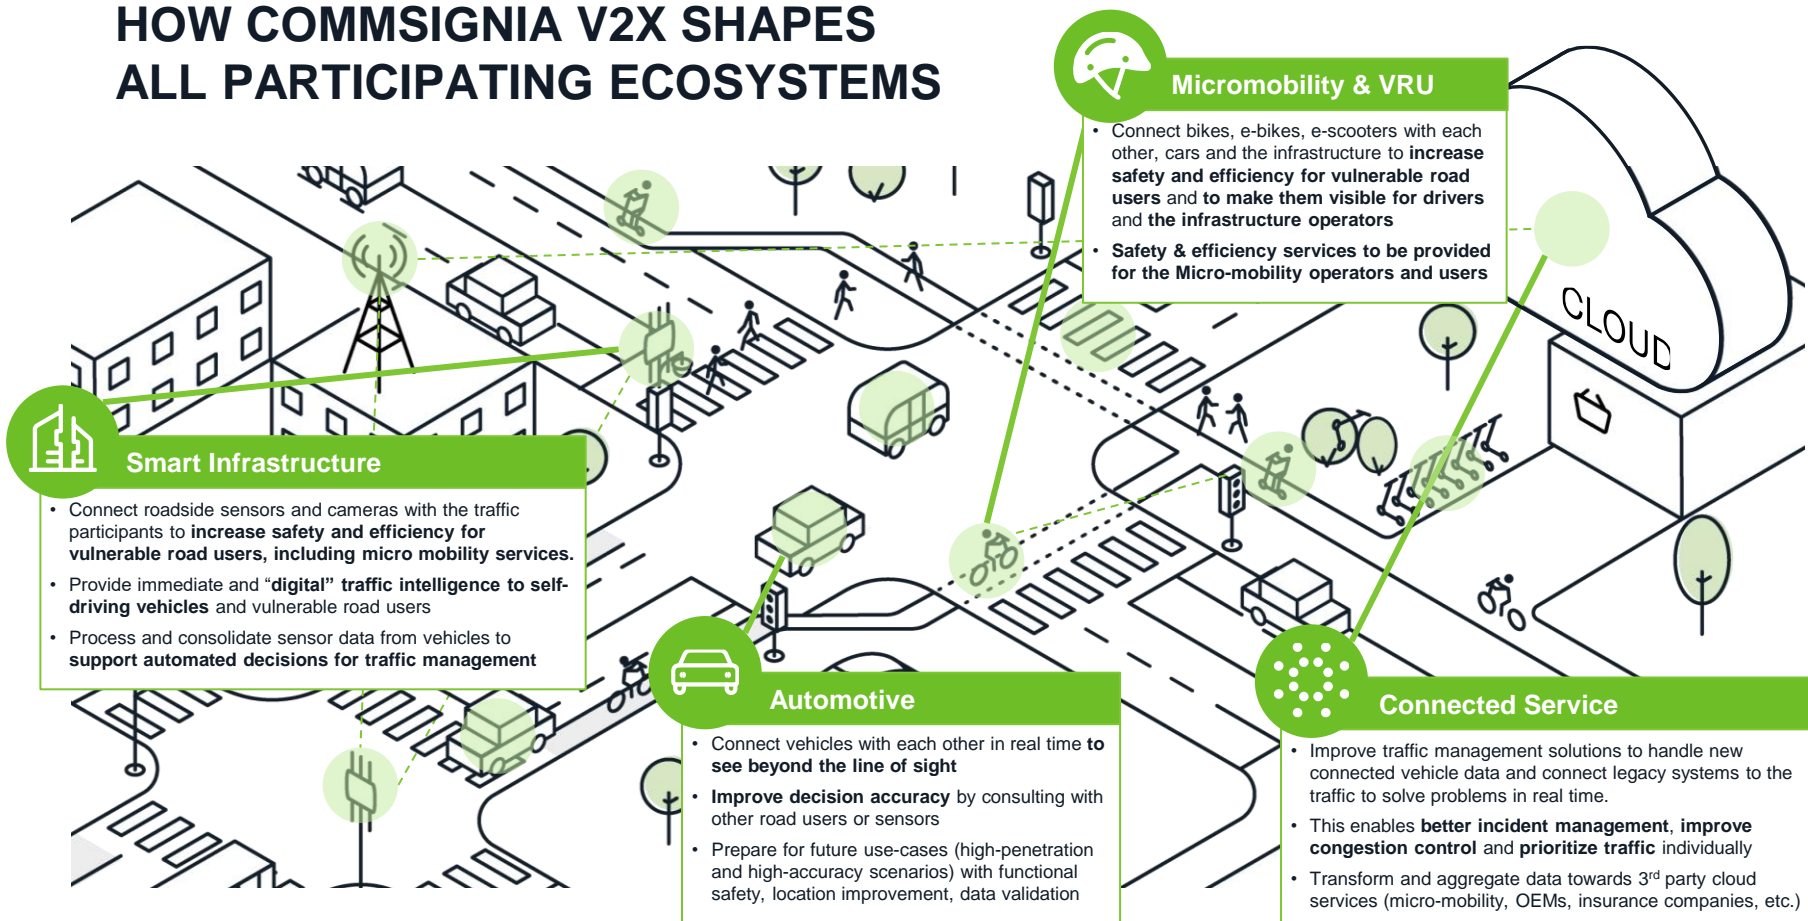 HOW COMMSIGNIA V2X SHAPES
ALL PARTICIPATING ECOSYSTEMS
Micromobility & VRU
• Connect bikes, e-bikes, e-scooters with each
other, cars and the infrastructure to increase
safety and efficiency for vulnerable road
users and to make them visible for drivers
and the infrastructure operators
• Safety & efficiency services to be provided
for the Micro-mobility operators and users
CLOUD
Smart Infrastructure
• Connect roadside sensors and cameras with the traffic
participants to increase safety and efficiency for
vulnerable road users, including micro mobility services.
• Provide immediate and “digital” traffic intelligence to self-
driving vehicles and vulnerable road users
• Process and consolidate sensor data from vehicles to
support automated decisions for traffic management
Automotive
• Connect vehicles with each other in real time to
see beyond the line of sight
• Improve decision accuracy by consulting with
other road users or sensors
• Prepare for future use-cases (high-penetration
and high-accuracy scenarios) with functional
safety, location improvement, data validation
Connected Service
• Improve traffic management solutions to handle new
connected vehicle data and connect legacy systems to the
traffic to solve problems in real time.
• This enables better incident management, improve
congestion control and prioritize traffic individually
• Transform and aggregate data towards 3rd party cloud
services (micro-mobility, OEMs, insurance companies, etc.)